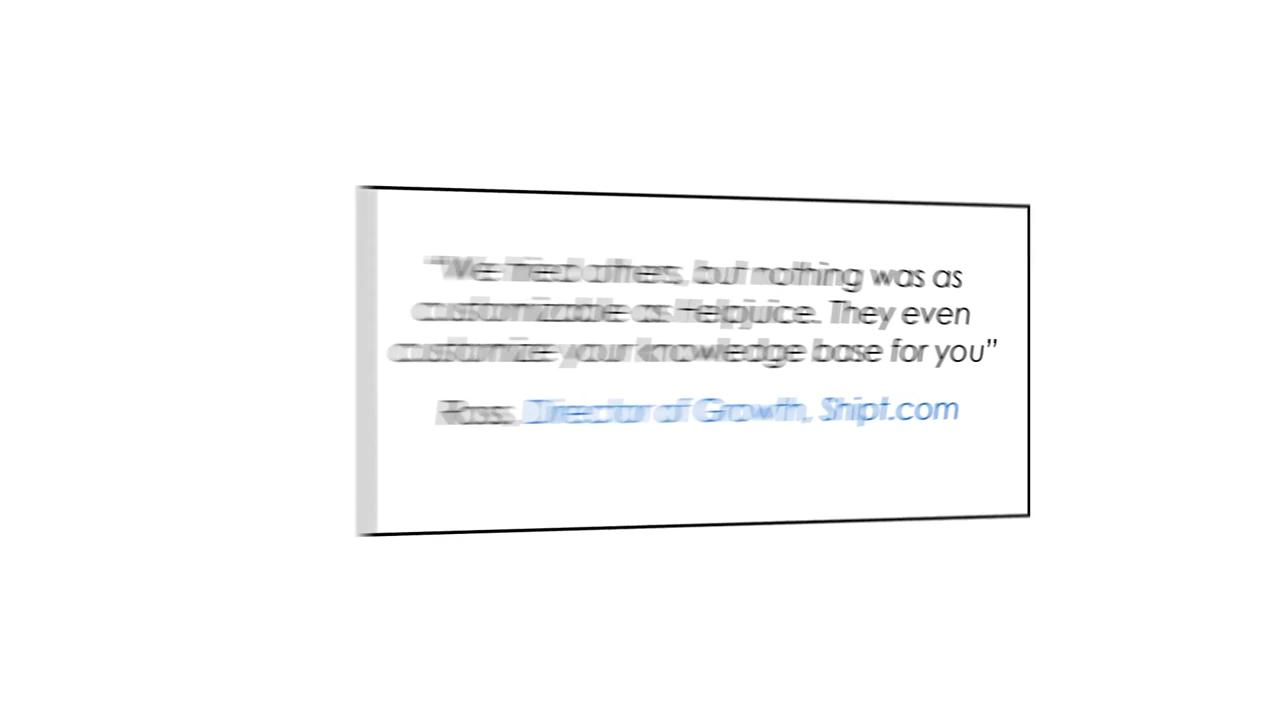 "We tried others, but nothing was as
customizable as Helpjuice. They even
customize your knowledge base for you”
Ross, Director of Growth, Shipt.com